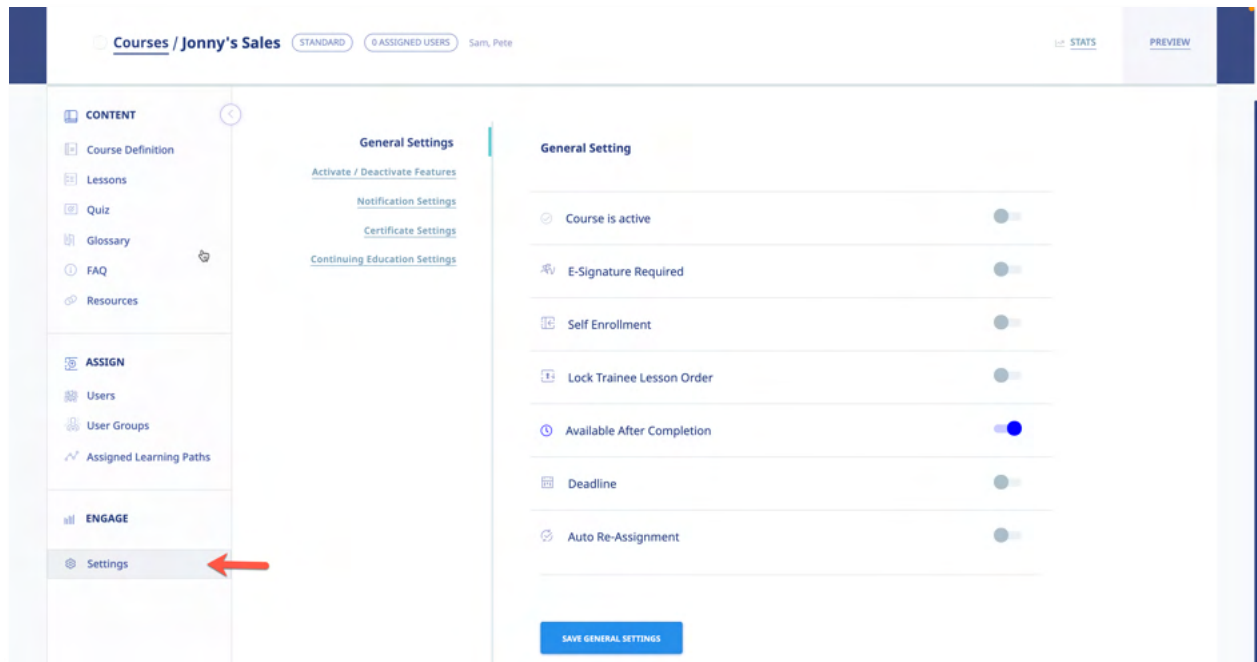 Courses / Jonny's Sales STANDARD 0 ASSIGNED USERS Sam, Pete STATS PREVIEW
CONTENT
Course Definition
Lessons
Quiz
Glossary
FAQ
Resources
ASSIGN
Users
User Groups
Assigned Learning Paths
ENGAGE
Settings
General Settings
Activate / Deactivate Features
Notification Settings
Certificate Settings
Continuing Education Settings
General Setting
Course is active
E-Signature Required
Self Enrollment
Lock Trainee Lesson Order
Available After Completion
Deadline
Auto Re-Assignment
SAVE GENERAL SETTINGS